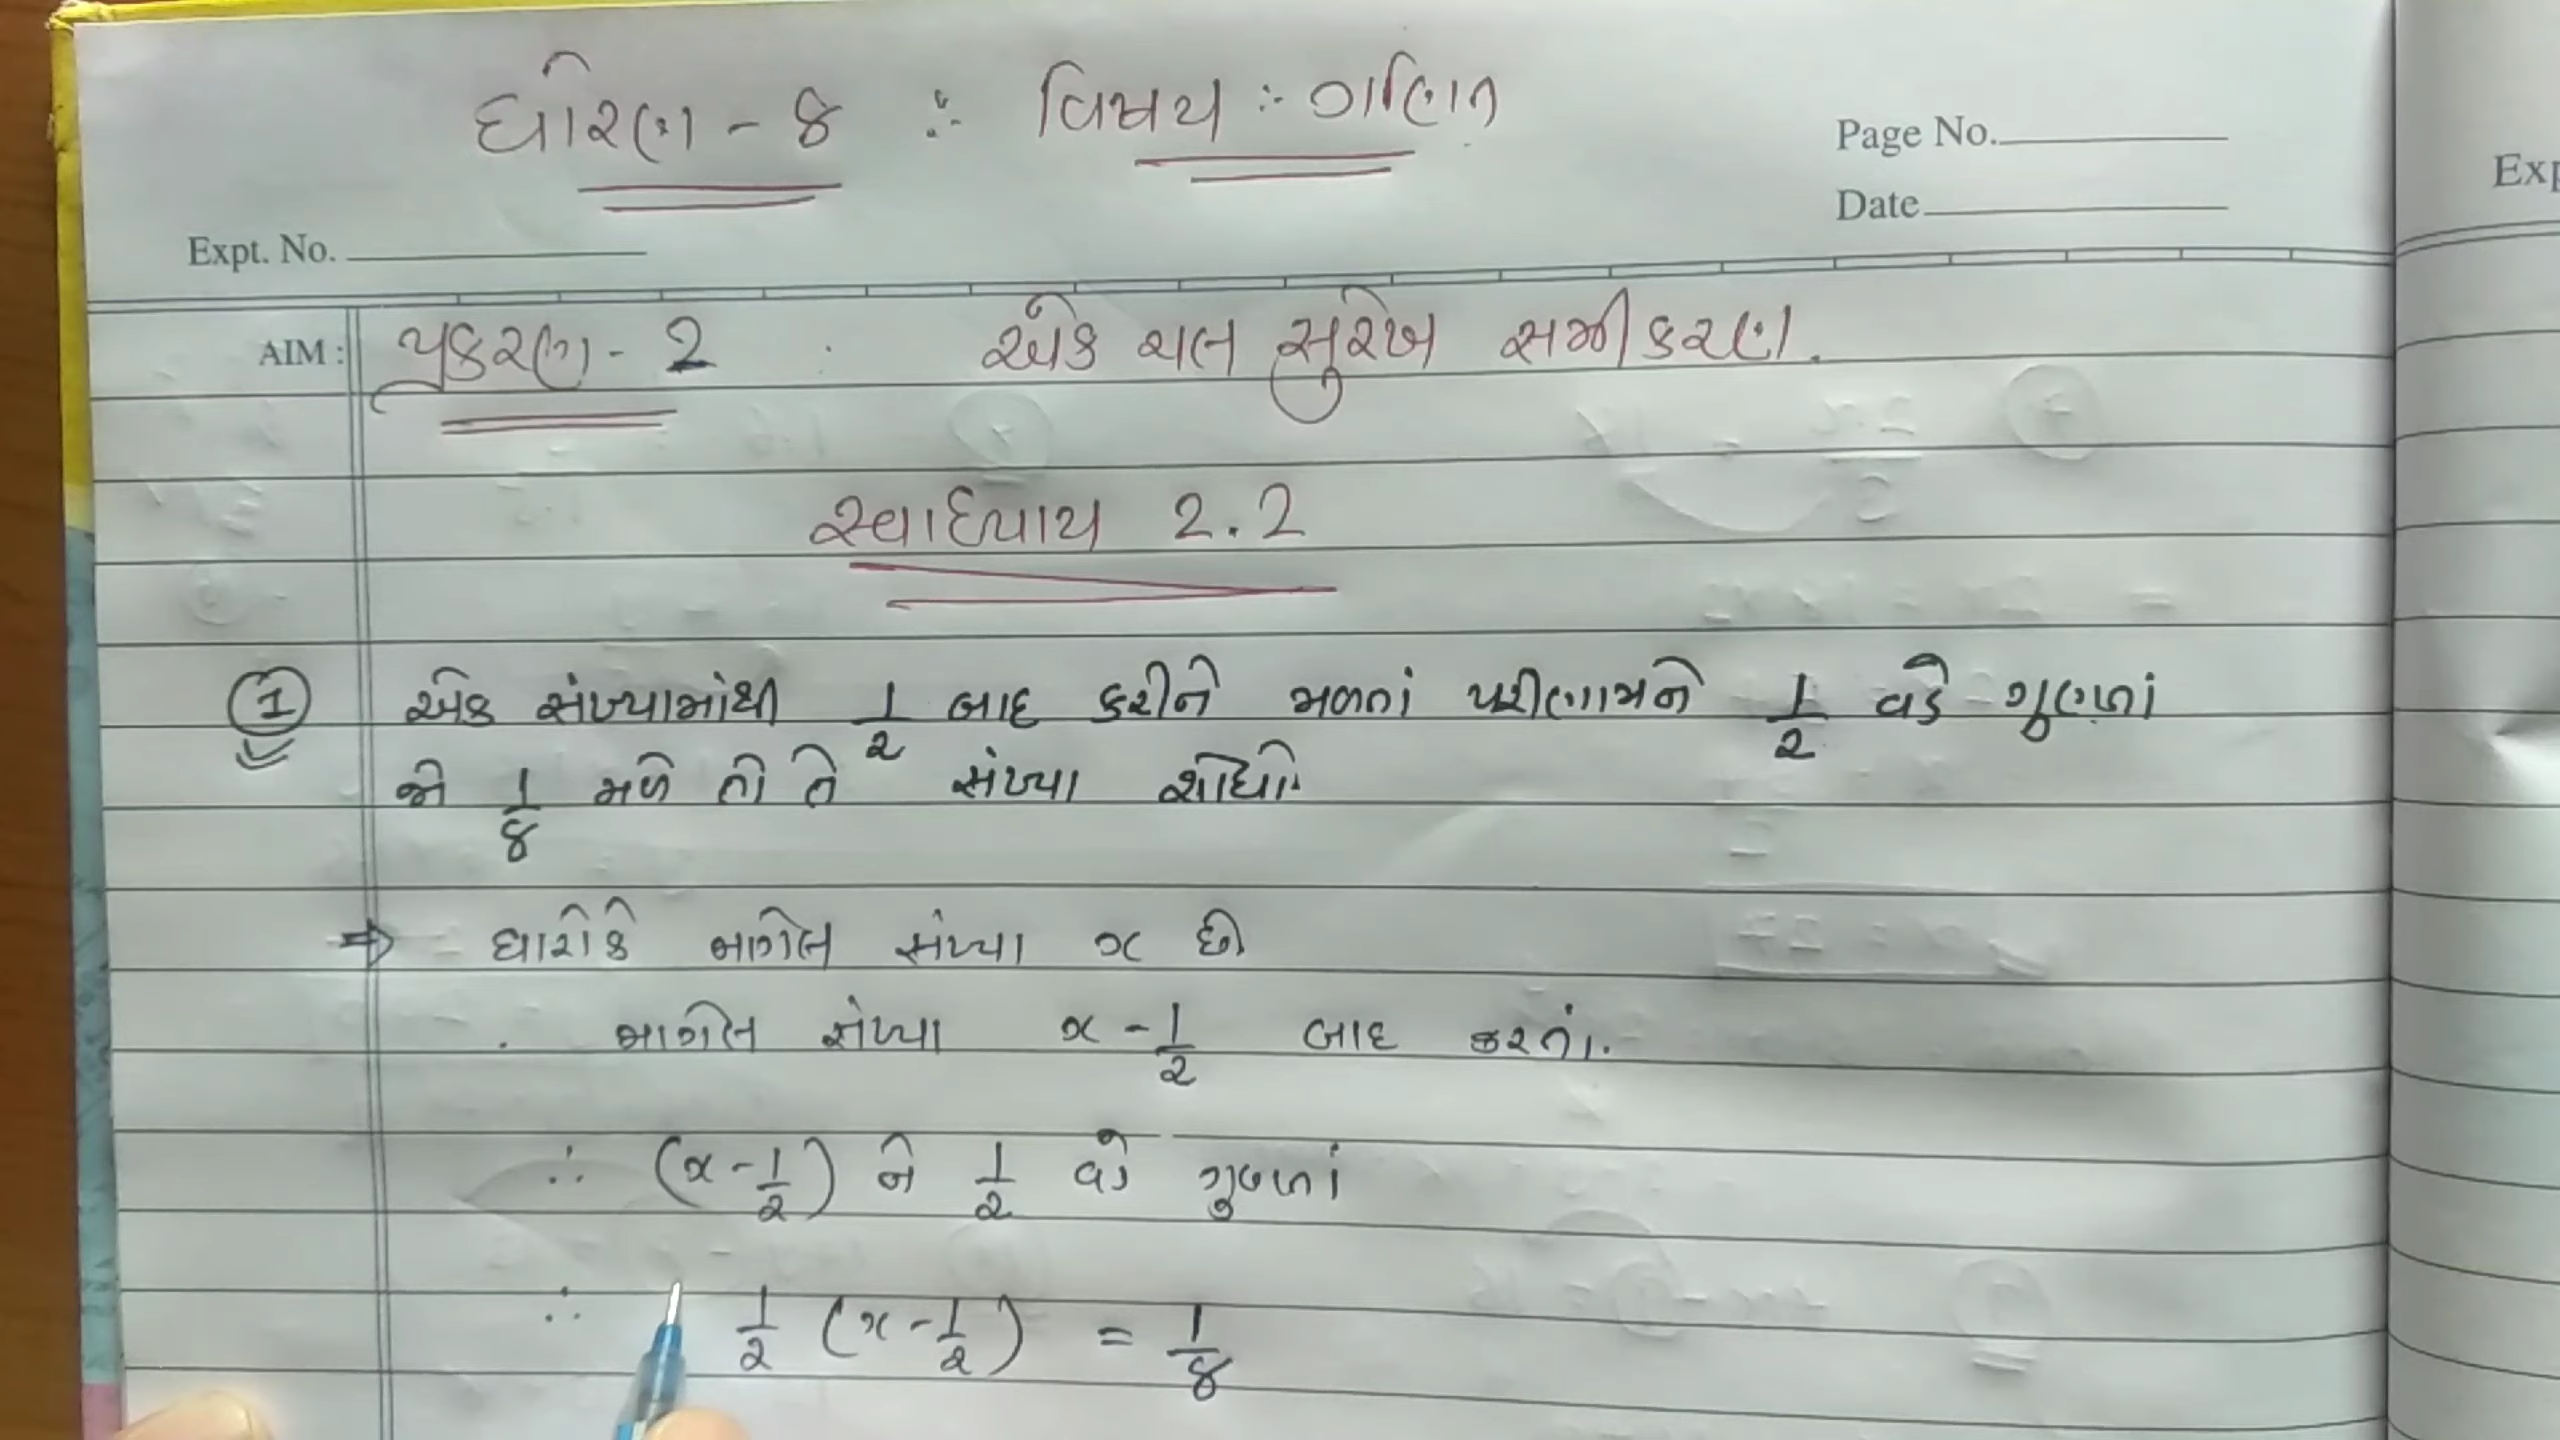 ધોરણ - 8 ∴ વિષય :- ગણિત
Page No.
Date
Expt. No.
Exp
AIM : પ્રકરણ - 2 એક ચલ સુરેખ સમીકરણ.
સ્વાધ્યાય 2.2
(1) એક સંખ્યામાંથી 1/2 બાદ કરીને મળતાં પરીણામને 1/2 વડે ગુણતાં
જો 1/8 મળે તો તે સંખ્યા શોધો.
⇒ ધારોકે માગેલ સંખ્યા x છે
માગેલ સંખ્યા x - 1/2 બાદ કરતાં.
∴ (x - 1/2) ને 1/2 વડે ગુણતાં
∴ 1/2 (x - 1/2) = 1/8